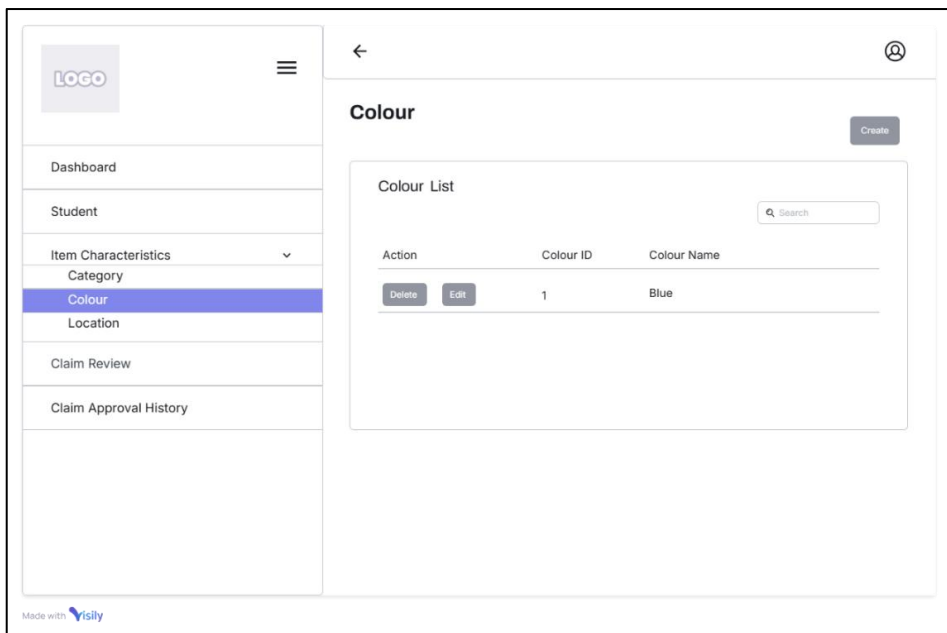 LOGO
Dashboard
Student
Item Characteristics
Category
Colour
Location
Claim Review
Claim Approval History
Colour
Create
Colour List
Search
Action Colour ID Colour Name
Delete Edit 1 Blue
Made with Visily